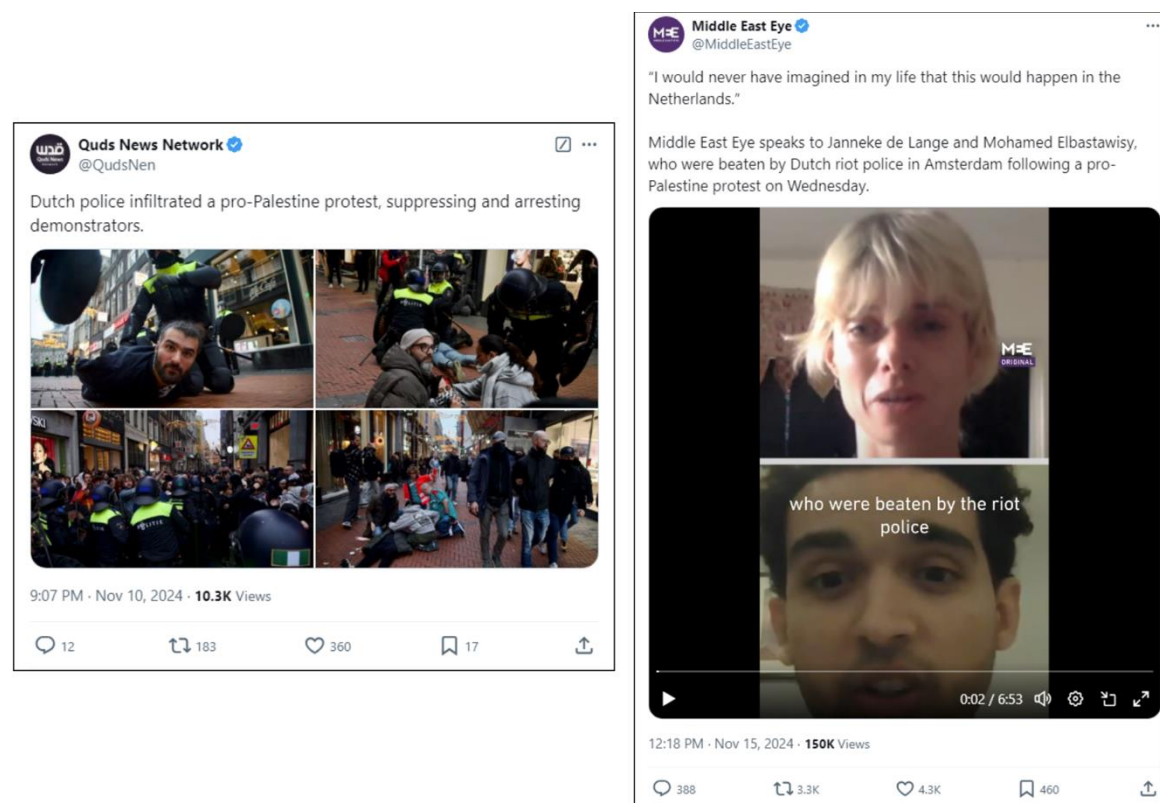 قدس
Quds News
Quds News Network
@QudsNen
Dutch police infiltrated a pro-Palestine protest, suppressing and arresting
demonstrators.
POLITIE
9:07 PM · Nov 10, 2024 · 10.3K Views
12
183
360
17
MEE
Middle East Eye
@MiddleEastEye
“I would never have imagined in my life that this would happen in the
Netherlands.”
Middle East Eye speaks to Janneke de Lange and Mohamed Elbastawisy,
who were beaten by Dutch riot police in Amsterdam following a pro-
Palestine protest on Wednesday.
MEE
ORIGINAL
who were beaten by the riot
police
0:02 / 6:53
12:18 PM · Nov 15, 2024 · 150K Views
388
3.3K
4.3K
460